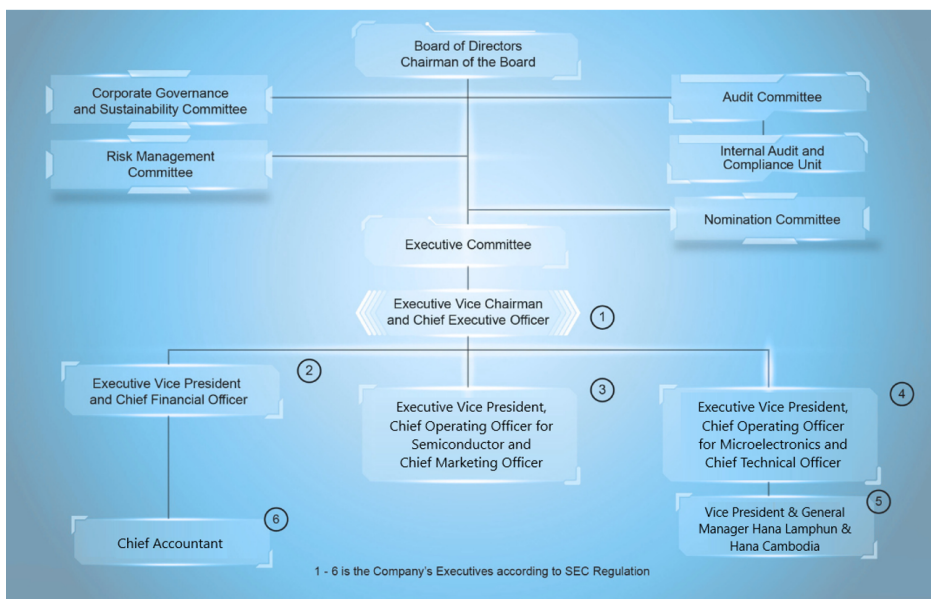 Board of Directors
Chairman of the Board
Corporate Governance
and Sustainability Committee
Audit Committee
Risk Management
Committee
Internal Audit and
Compliance Unit
Nomination Committee
Executive Committee
Executive Vice Chairman
and Chief Executive Officer
1
Executive Vice President
and Chief Financial Officer
2
Executive Vice President,
Chief Operating Officer for
Semiconductor and
Chief Marketing Officer
3
Executive Vice President,
Chief Operating Officer
for Microelectronics and
Chief Technical Officer
4
Vice President & General
Manager Hana Lamphun &
Hana Cambodia
5
Chief Accountant
6
1 - 6 is the Company's Executives according to SEC Regulation